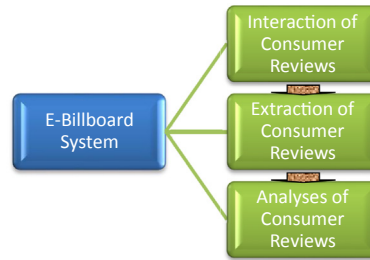 Interaction of
Consumer
Reviews
E-Billboard
System
Extraction of
Consumer
Reviews
Analyses of
Consumer
Reviews